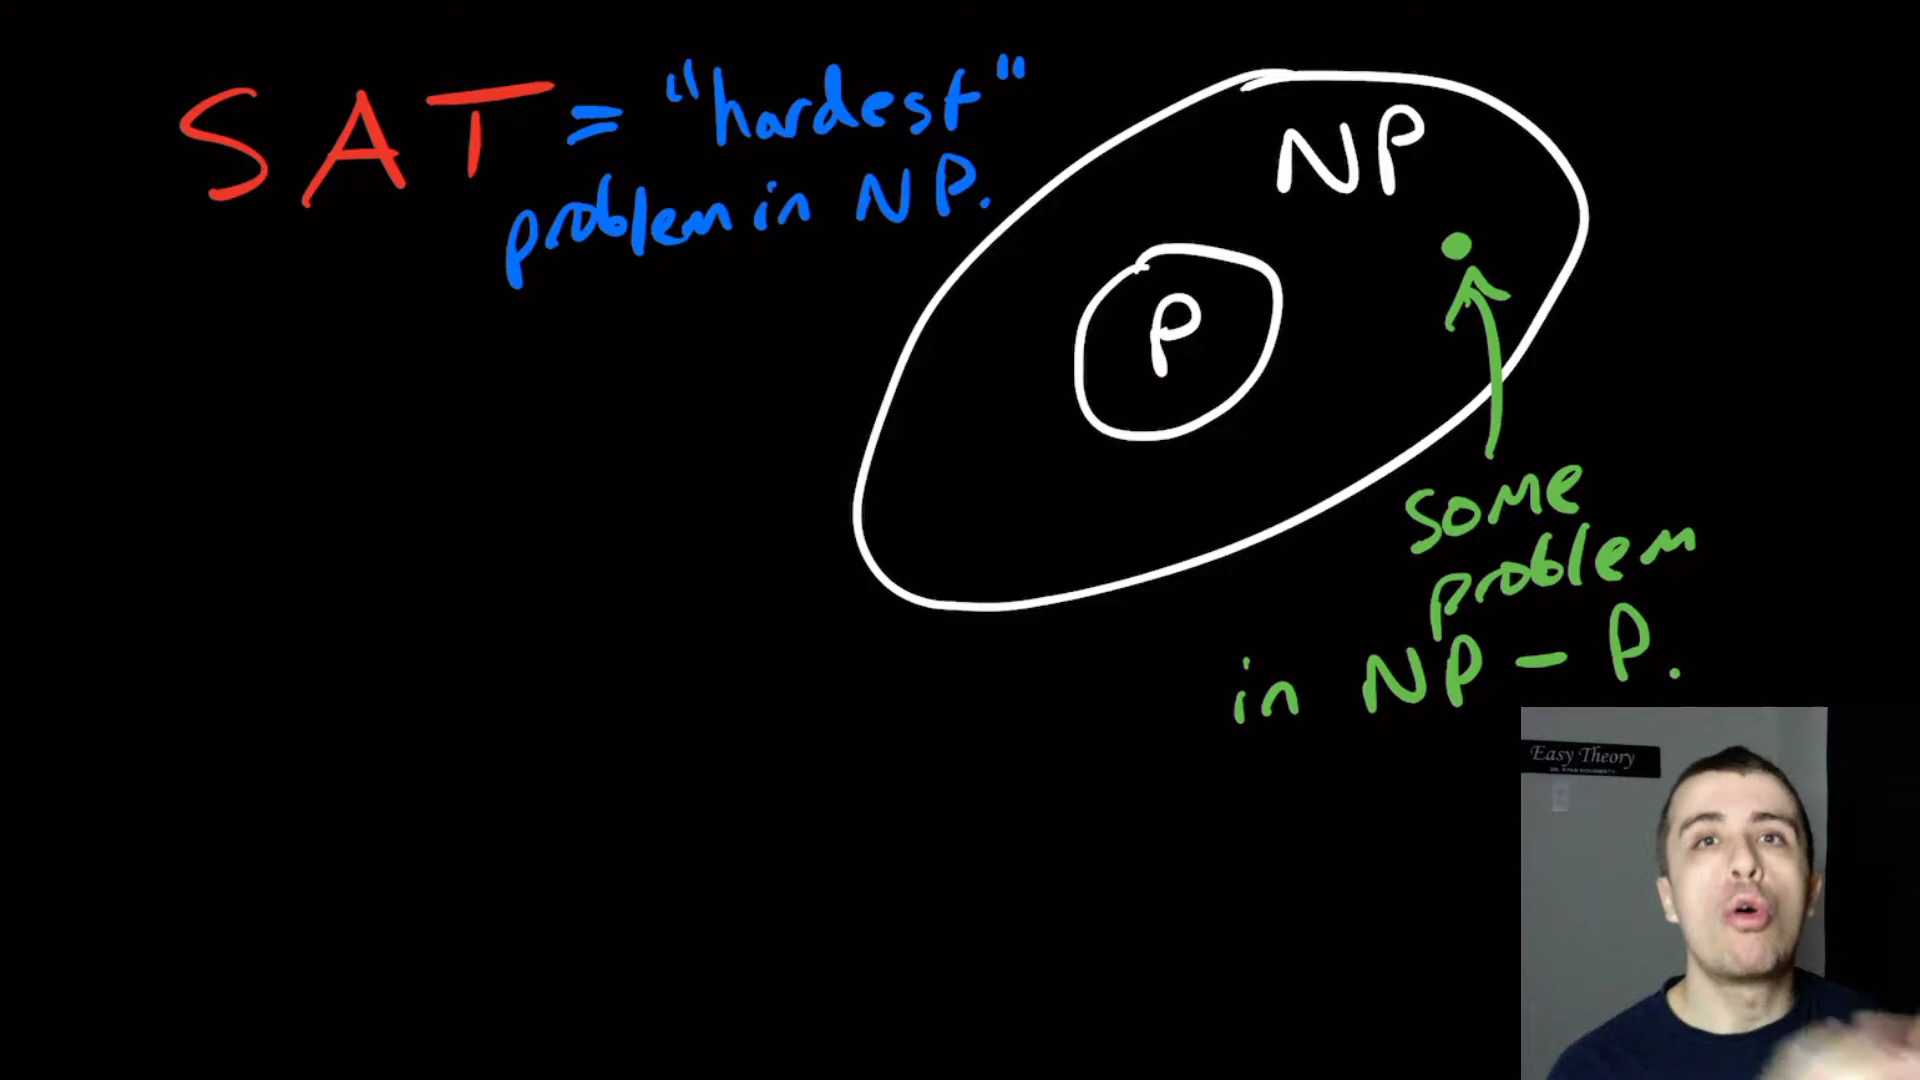 SAT = "hardest"
problem in NP.
NP
P
some
problem
in NP - P.
Easy Theory